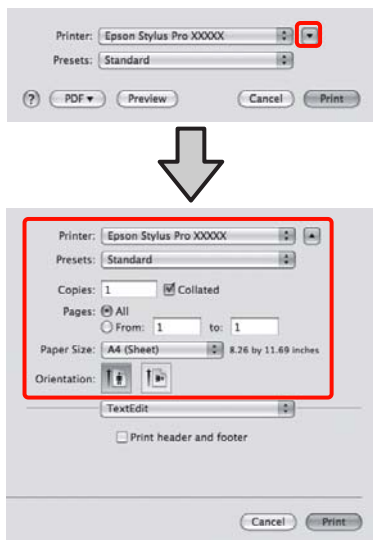 Printer: Epson Stylus Pro XXXXX
Presets: Standard
? PDF▾ Preview Cancel Print
Printer: Epson Stylus Pro XXXXX
Presets: Standard
Copies: 1 Collated
Pages: All
From: 1 to: 1
Paper Size: A4 (Sheet) 8.26 by 11.69 inches
Orientation:
TextEdit
Print header and footer
Cancel Print